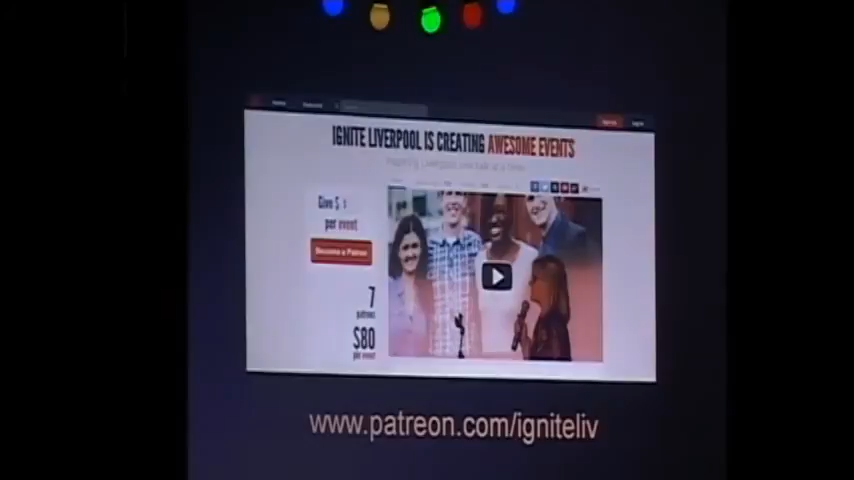 IGNITE LIVERPOOL IS CREATING AWESOME EVENTS
Give $ 1
per event
Become a Patron
7
patrons
$80
per event
www.patreon.com/igniteliv